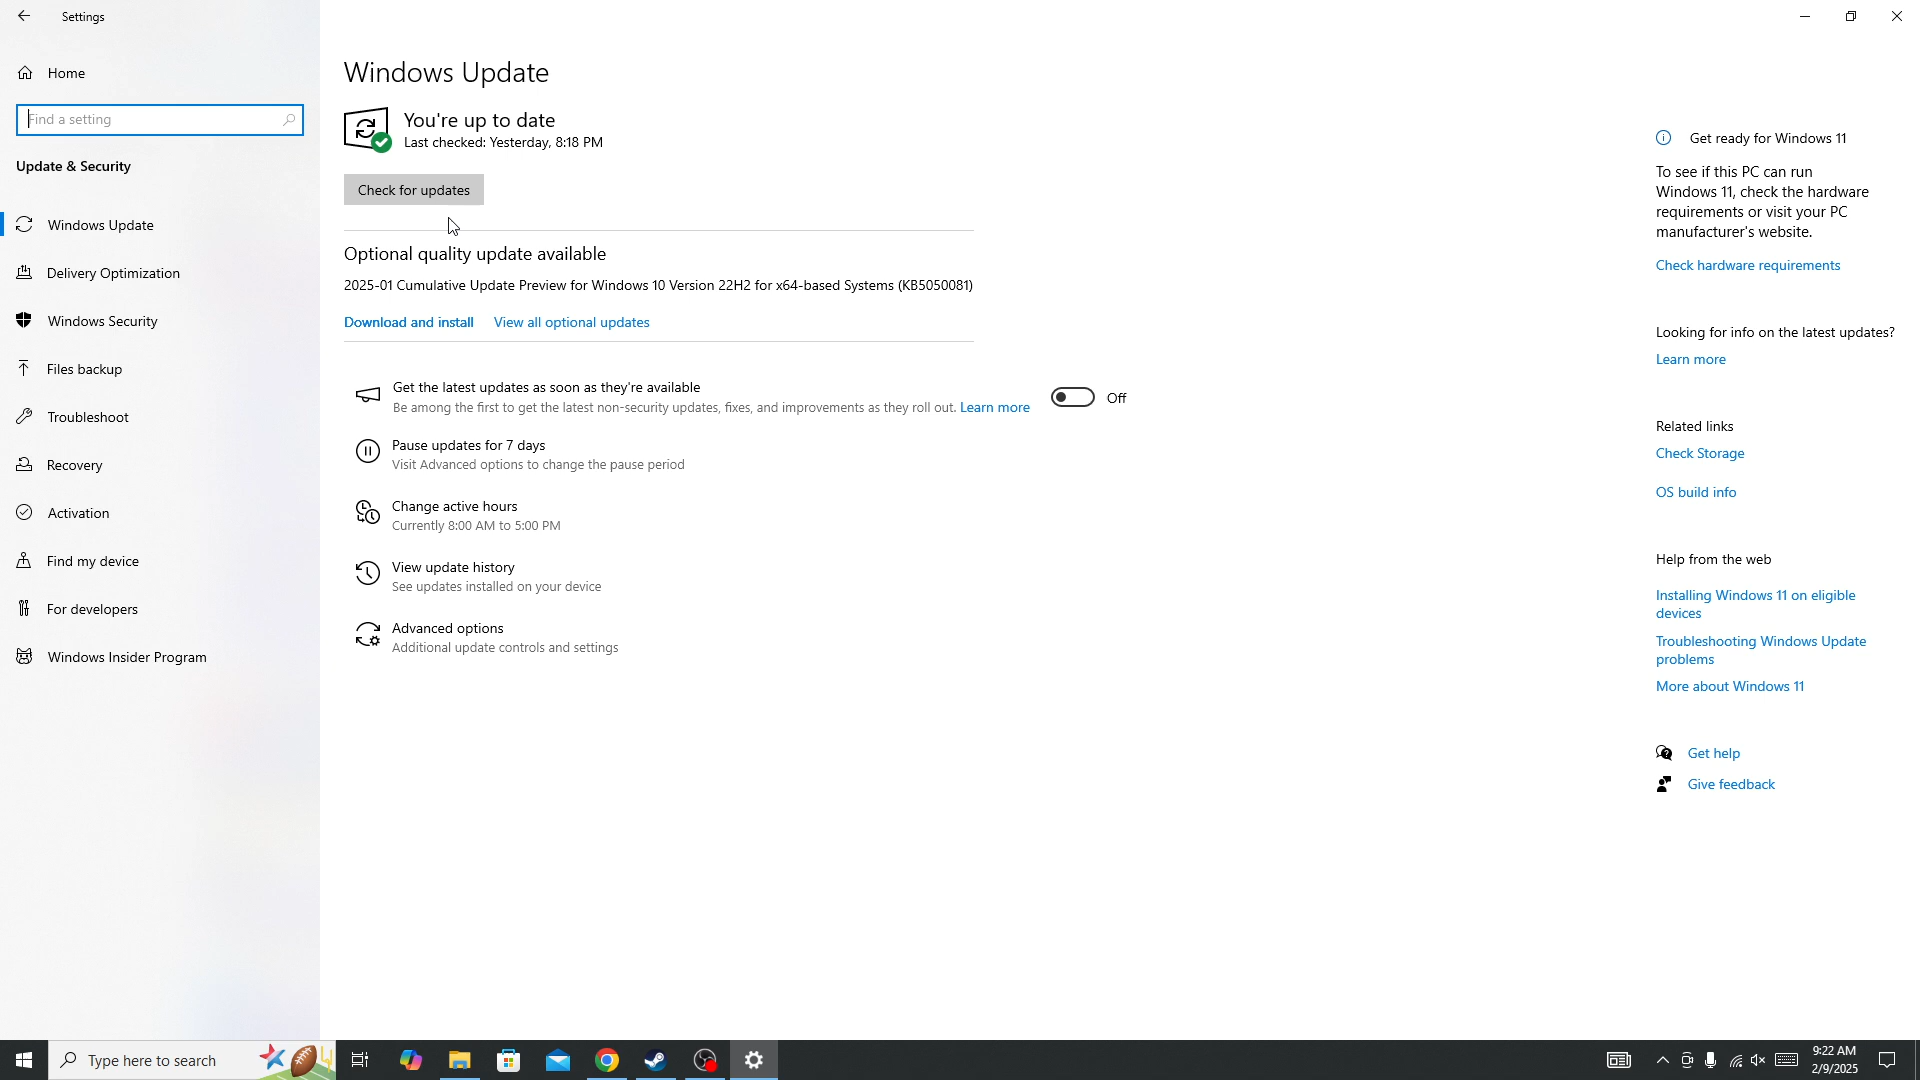 Settings
Home
Find a setting
Update & Security
Windows Update
Delivery Optimization
Windows Security
Files backup
Troubleshoot
Recovery
Activation
Find my device
For developers
Windows Insider Program
Windows Update
You're up to date
Last checked: Yesterday, 8:18 PM
Check for updates
Optional quality update available
2025-01 Cumulative Update Preview for Windows 10 Version 22H2 for x64-based Systems (KB5050081)
Download and install View all optional updates
Get the latest updates as soon as they're available
Be among the first to get the latest non-security updates, fixes, and improvements as they roll out. Learn more
Off
Pause updates for 7 days
Visit Advanced options to change the pause period
Change active hours
Currently 8:00 AM to 5:00 PM
View update history
See updates installed on your device
Advanced options
Additional update controls and settings
Get ready for Windows 11
To see if this PC can run
Windows 11, check the hardware
requirements or visit your PC
manufacturer's website.
Check hardware requirements
Looking for info on the latest updates?
Learn more
Related links
Check Storage
OS build info
Help from the web
Installing Windows 11 on eligible
devices
Troubleshooting Windows Update
problems
More about Windows 11
Get help
Give feedback
Type here to search
9:22 AM
2/9/2025